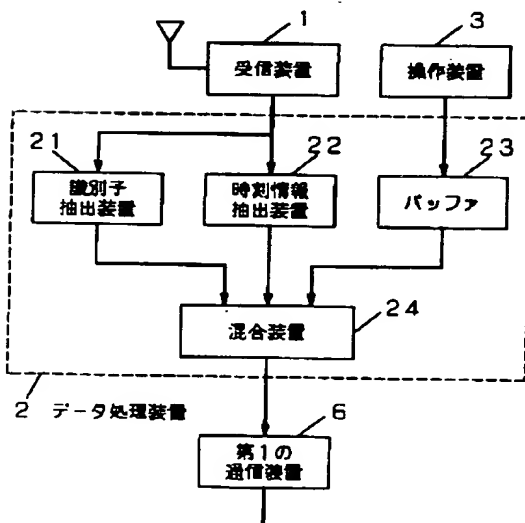 1
3
受信装置
操作装置
21
22
23
識別子
抽出装置
時刻情報
抽出装置
バッファ
24
混合装置
2 データ処理装置
6
第1の
通信装置